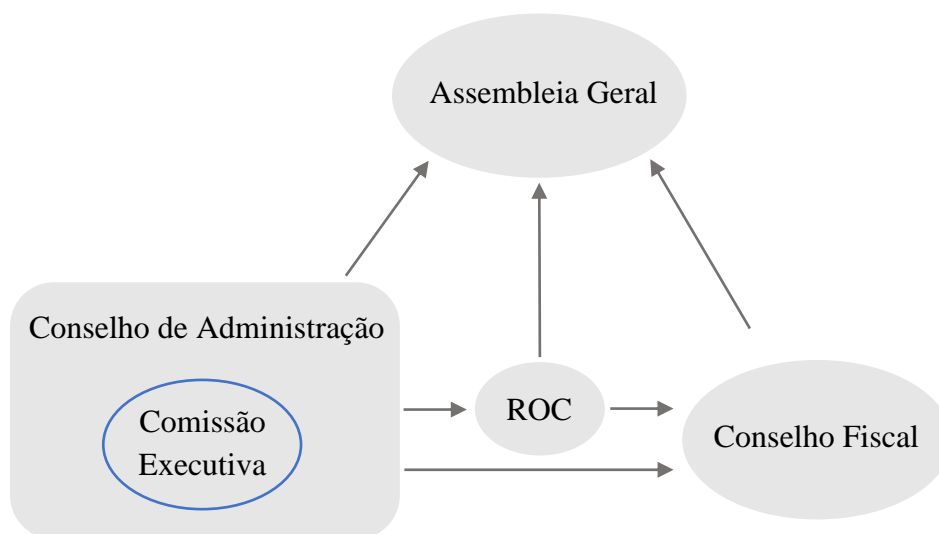 Assembleia Geral
Conselho de Administração
Comissão
Executiva
ROC
Conselho Fiscal